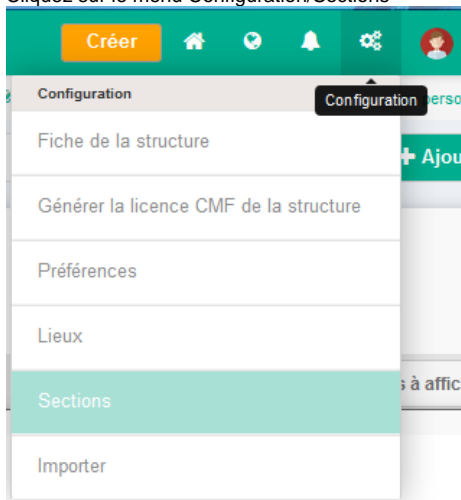 Cliquez sur le menu Configuration/Sections
Créer
Configuration
Configuration
perso
Fiche de la structure
+ Ajou
Générer la licence CMF de la structure
Préférences
Lieux
Sections
s à affic
Importer